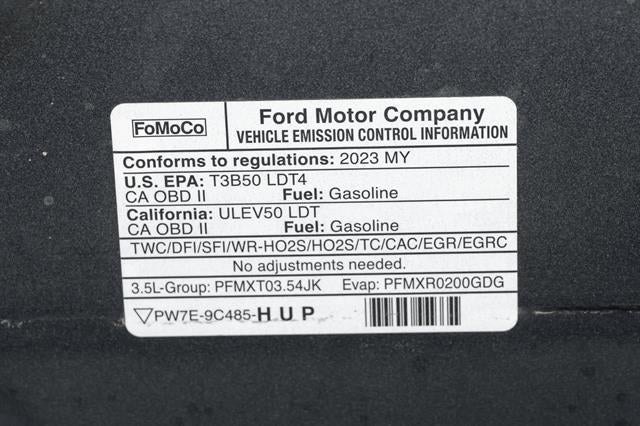 FoMoCo
Ford Motor Company
VEHICLE EMISSION CONTROL INFORMATION
Conforms to regulations: 2023 MY
U.S. EPA: T3B50 LDT4
CA OBD II Fuel: Gasoline
California: ULEV50 LDT
CA OBD II Fuel: Gasoline
TWC/DFI/SFI/WR-HO2S/HO2S/TC/CAC/EGR/EGRC
No adjustments needed.
3.5L-Group: PFMXT03.54JK Evap: PFMXR0200GDG
PW7E-9C485-H U P